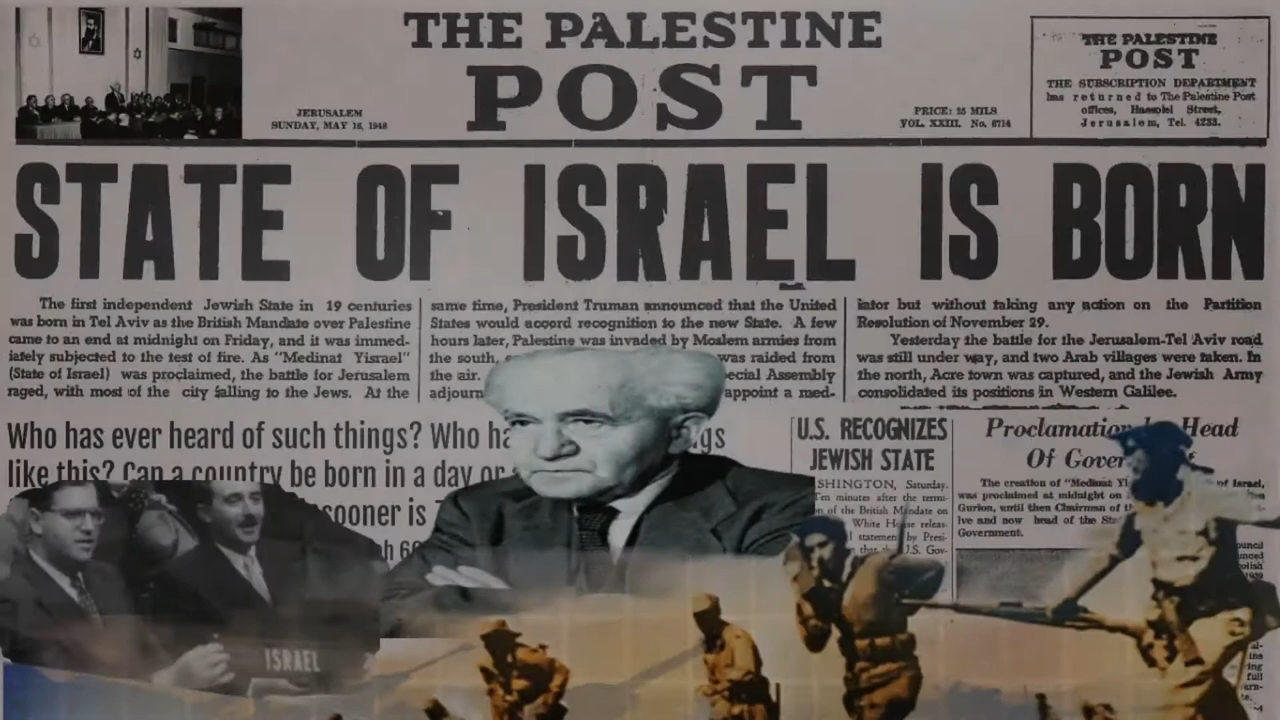 THE PALESTINE
POST
JERUSALEM
SUNDAY, MAY 16, 1948
PRICE: 25 MILS
VOL. XXIII. No. 6714
THE PALESTINE
POST
THE SUBSCRIPTION DEPARTMENT
has returned to The Palestine Post
offices, Hasolel Street,
Jerusalem, Tel. 4233.
STATE OF ISRAEL IS BORN
The first independent Jewish State in 19 centuries
was born in Tel Aviv as the British Mandate over Palestine
came to an end at midnight on Friday, and it was immed-
iately subjected to the test of fire. As "Medinat Yisrael"
(State of Israel) was proclaimed, the battle for Jerusalem
raged, with most of the city falling to the Jews. At the
same time, President Truman announced that the United
States would accord recognition to the new State. A few
hours later, Palestine was invaded by Moslem armies from
the south, was raided from
the air. ecial Assembly
adjourn appoint a med-
iator but without taking any action on the Partition
Resolution of November 29.
Yesterday the battle for the Jerusalem-Tel Aviv road
was still under way, and two Arab villages were taken. In
the north, Acre town was captured, and the Jewish Army
consolidated its positions in Western Galilee.
Who has ever heard of such things? Who ha gs
like this? Can a country be born in a day or
sooner is
h 66
U.S. RECOGNIZES
JEWISH STATE
SHINGTON, Saturday.
Ten minutes after the termi-
on of the British Mandate on
White House releas-
statement by Presi-
that U.S. Gov-
Proclamation Head
Of Gover
The creation of "Medinat Yi of Israel,
was proclaimed at midnight on
Gurion, until then Chairman of t
ive and now head of the Sta
Government.
ISRAEL